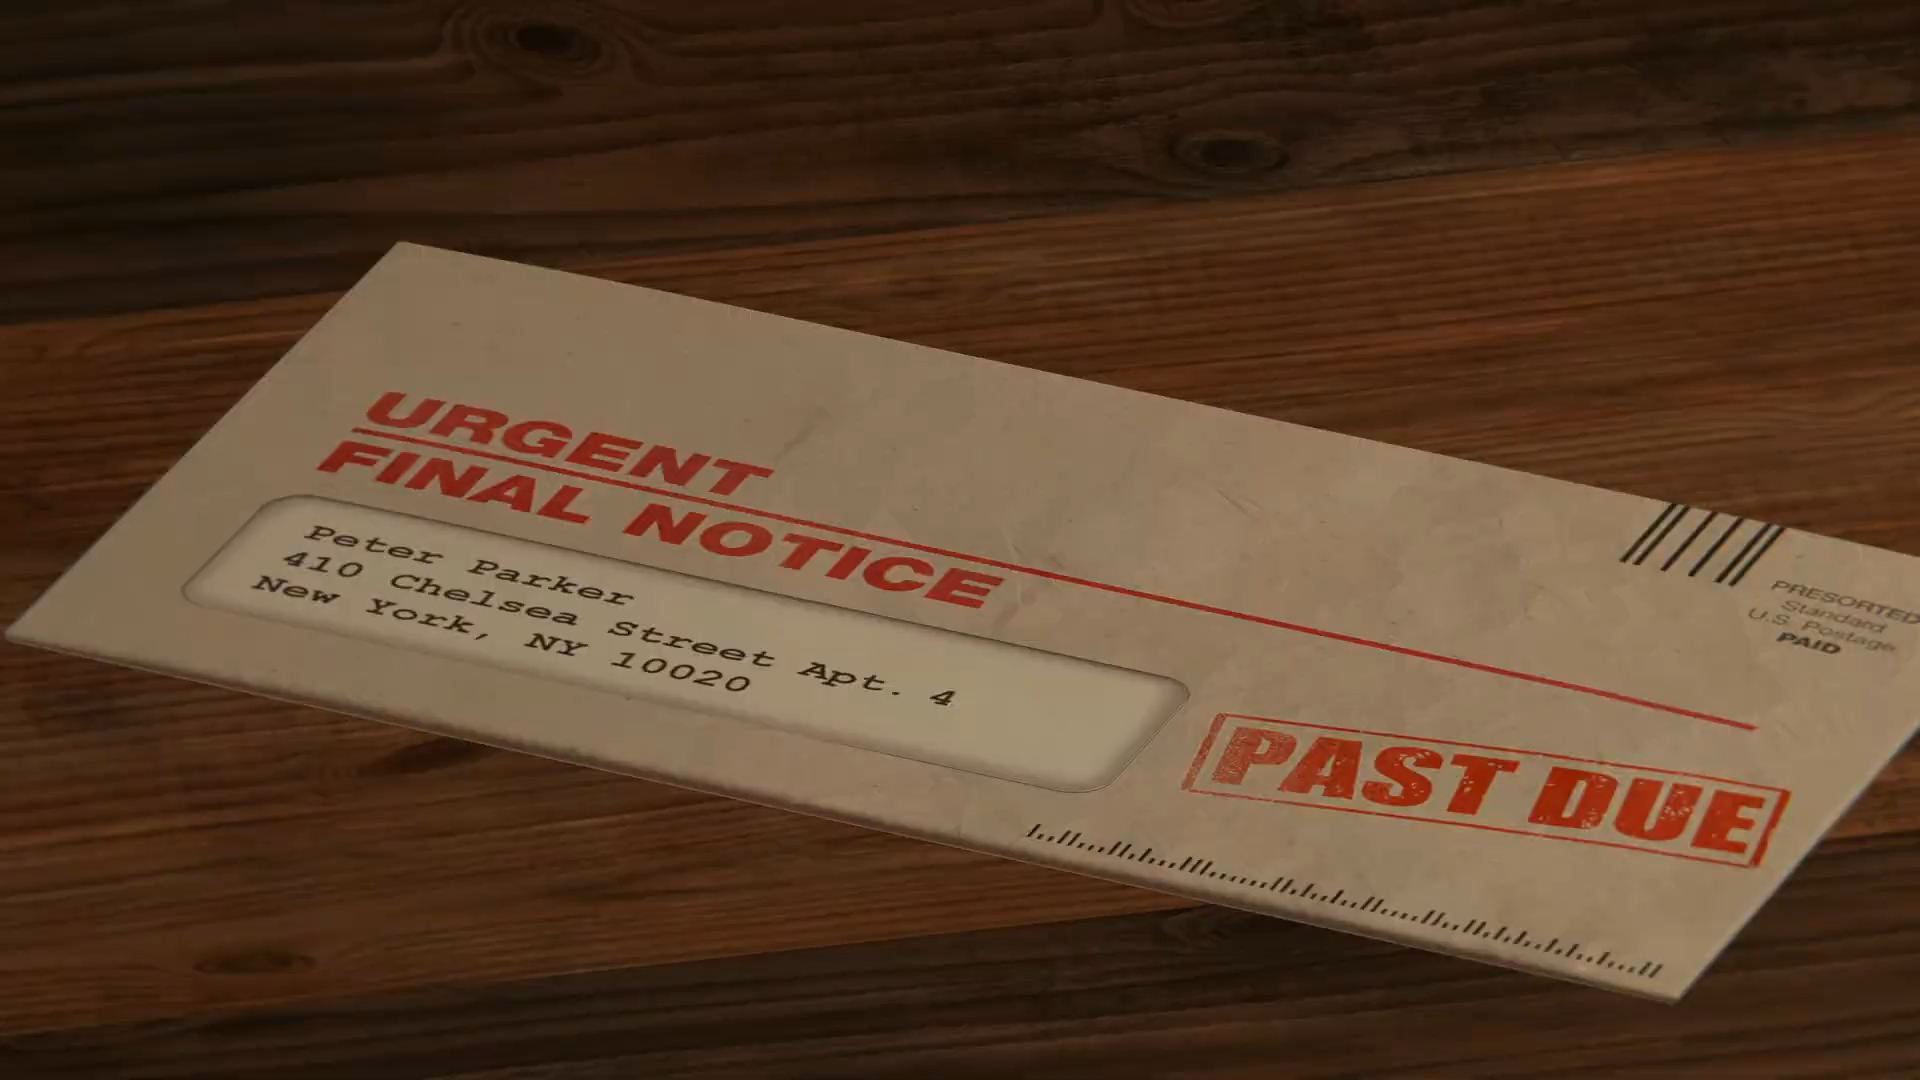 URGENT
FINAL NOTICE
Peter Parker
410 Chelsea Street Apt. 4
New York, NY 10020
PRESORTED
Standard
U.S. Postage
PAID
PAST DUE